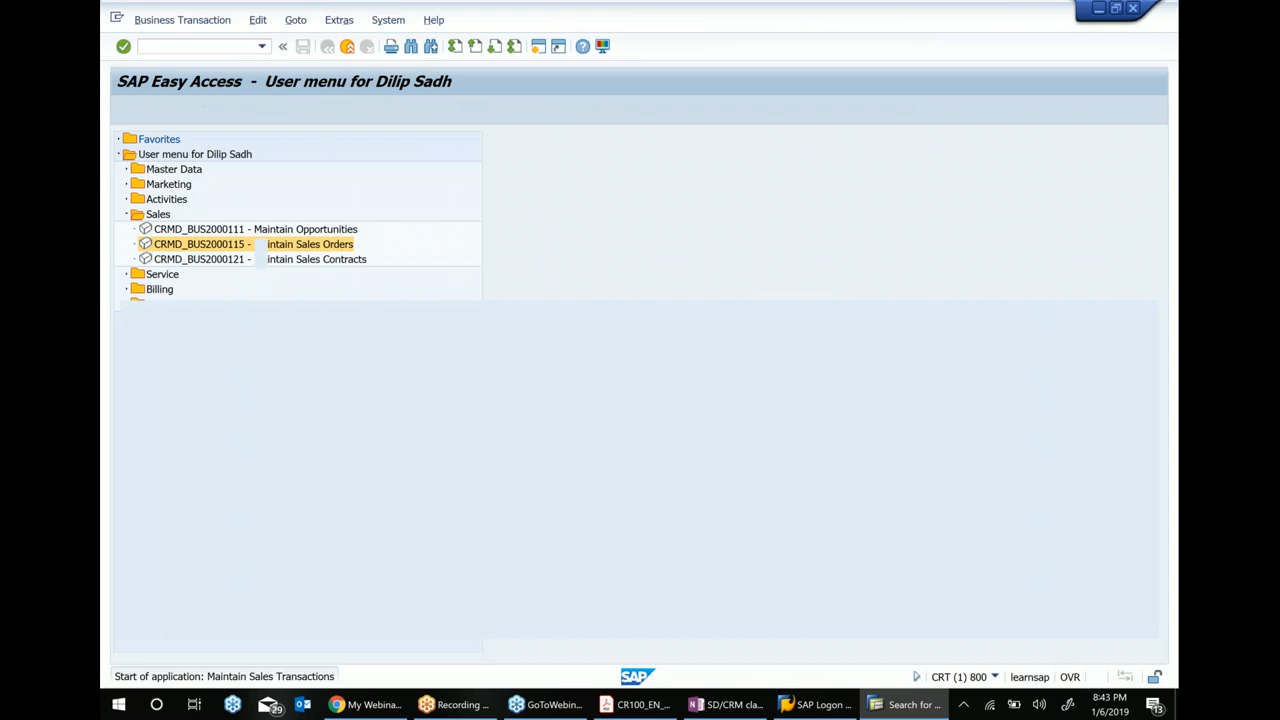 Business Transaction Edit Goto Extras System Help
SAP Easy Access - User menu for Dilip Sadh
Favorites
User menu for Dilip Sadh
Master Data
Marketing
Activities
Sales
CRMD_BUS2000111 - Maintain Opportunities
CRMD_BUS2000115 - intain Sales Orders
CRMD_BUS2000121 - intain Sales Contracts
Service
Billing
Start of application: Maintain Sales Transactions
SAP
CRT (1) 800 learnsap OVR
29 My Webina... Recording ... GoToWebin... CR100_EN_... SD/CRM cla... SAP Logon ... Search for ...
8:43 PM
1/6/2019
13